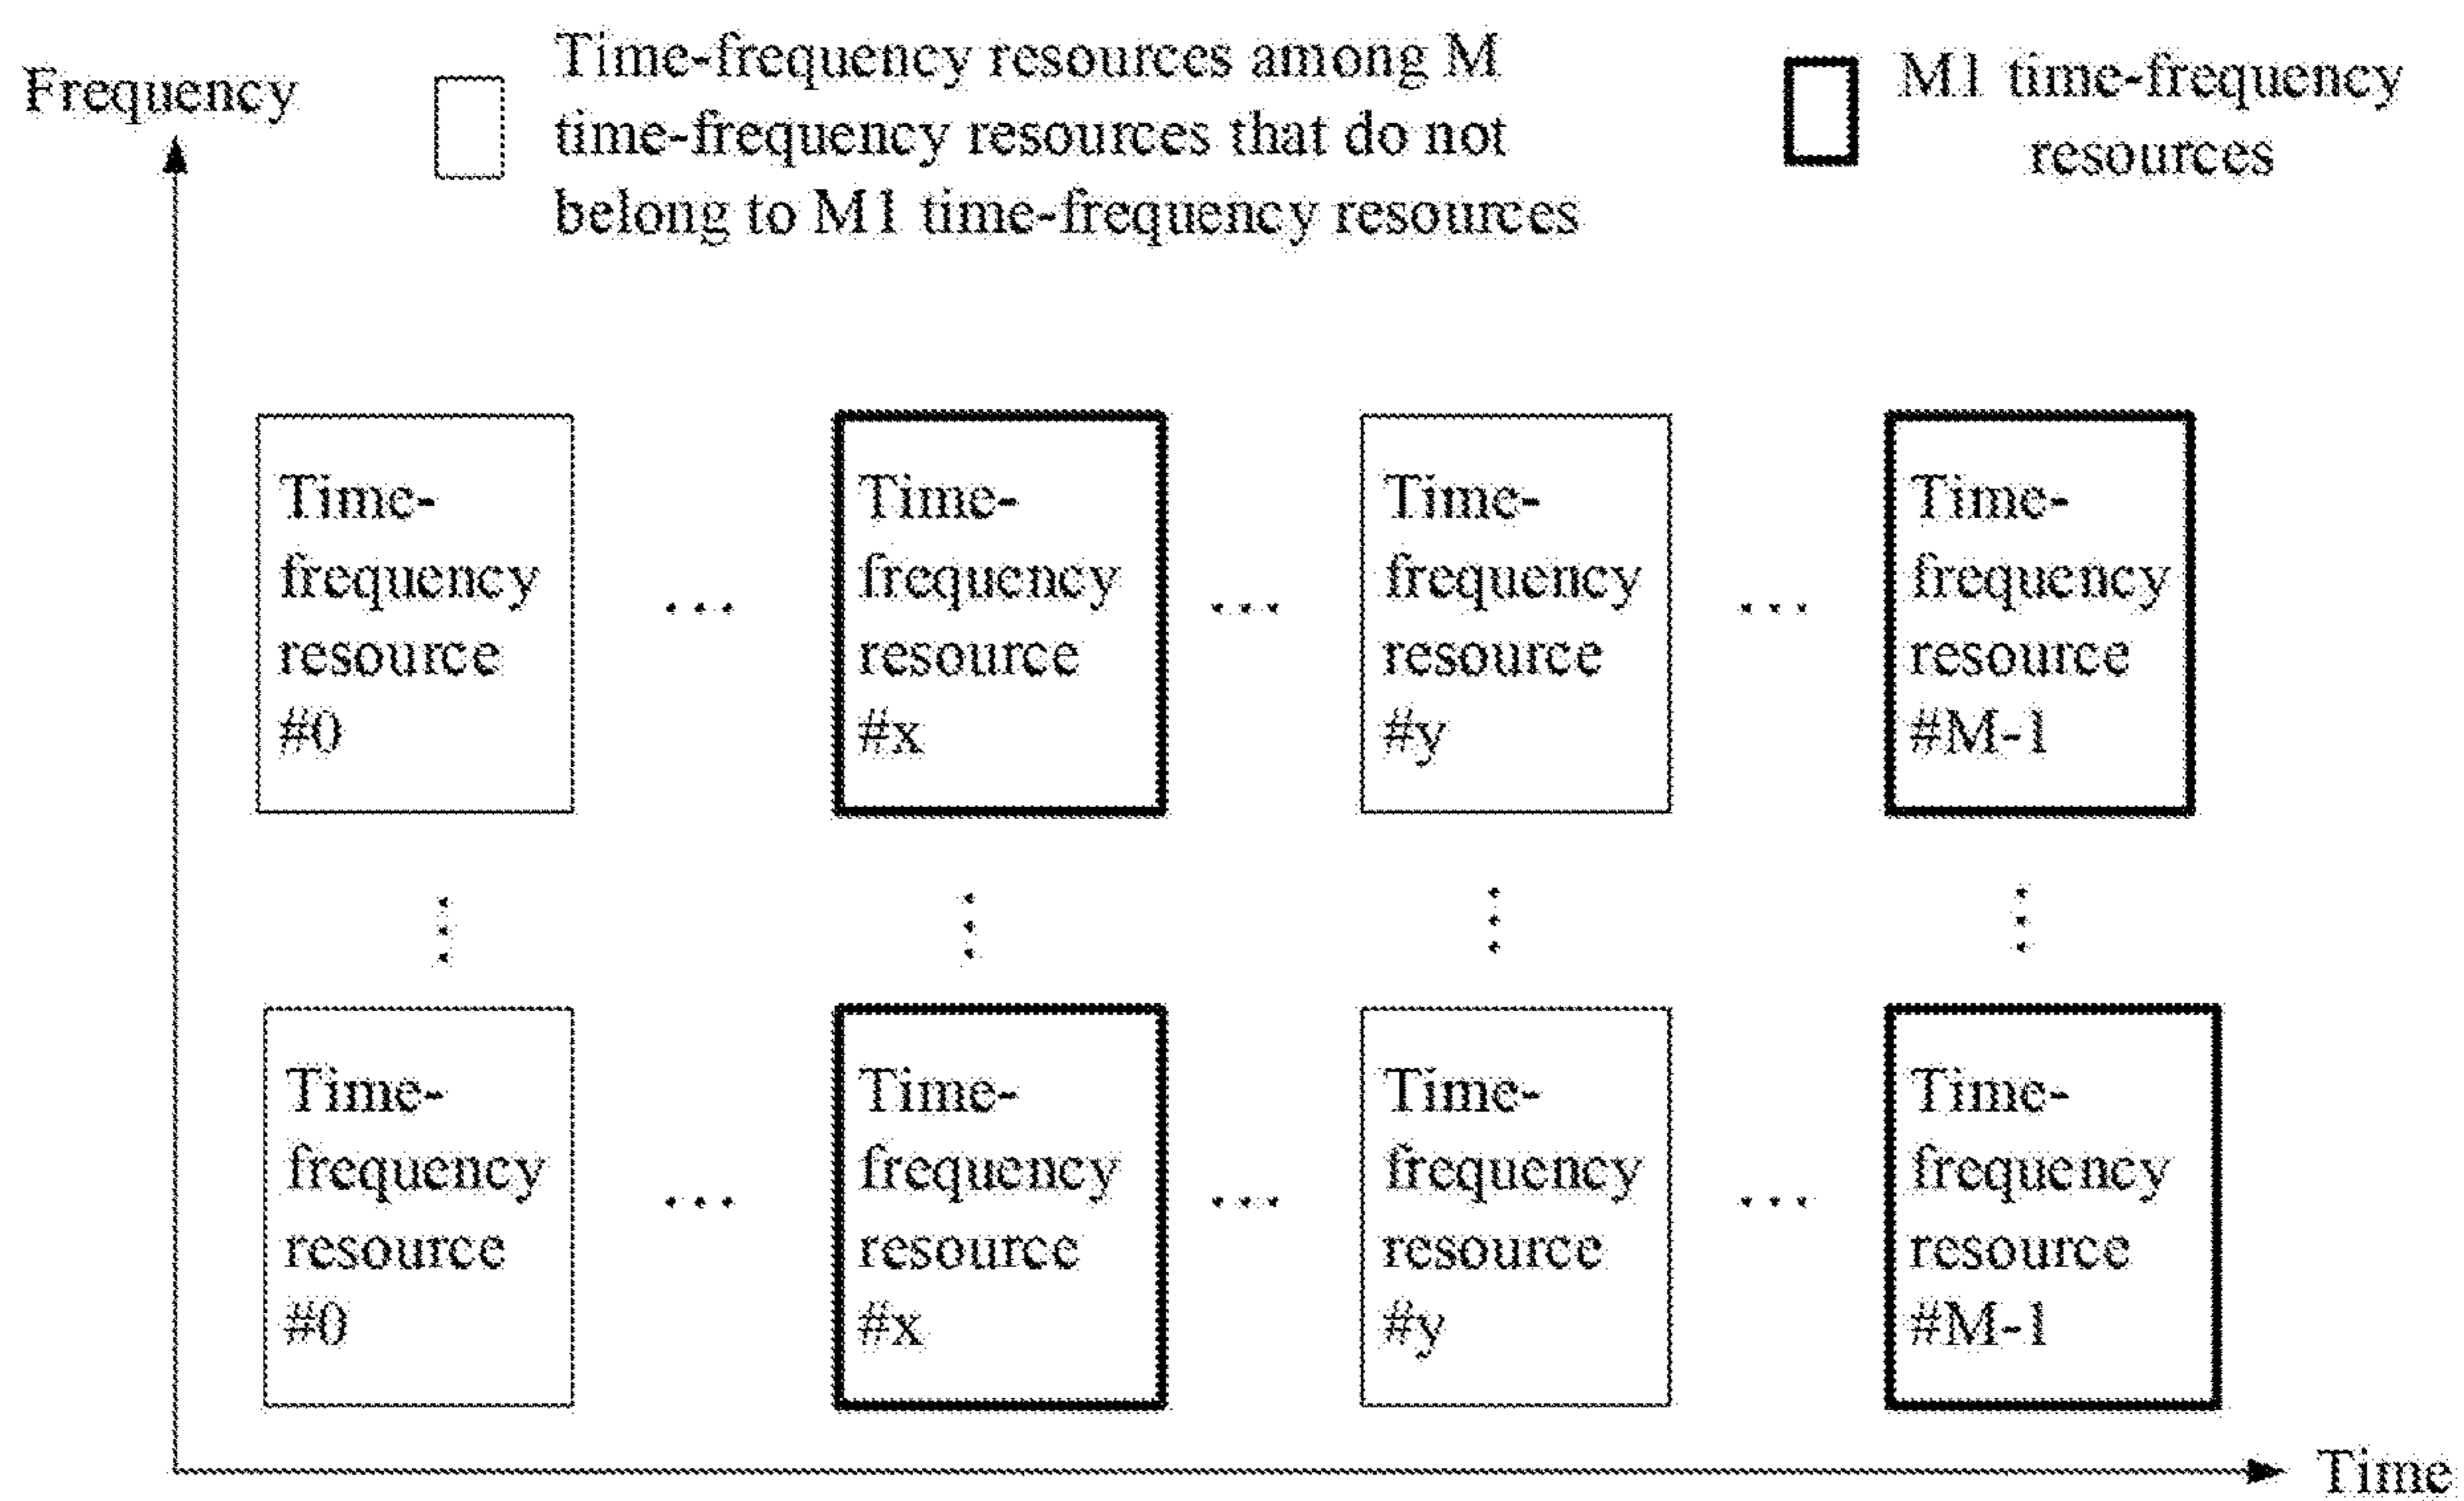 Frequency
Time-frequency resources among M
time-frequency resources that do not
belong to M1 time-frequency resources
M1 time-frequency
resources
Time-
frequency
resource
#0
...
Time-
frequency
resource
#x
...
Time-
frequency
resource
#y
...
Time-
frequency
resource
#M-1
Time-
frequency
resource
#0
...
Time-
frequency
resource
#x
...
Time-
frequency
resource
#y
...
Time-
frequency
resource
#M-1
Time